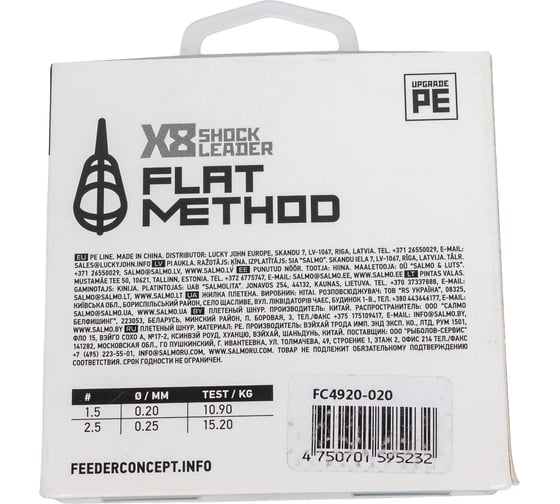 UPGRADE
PE
X8 SHOCK
LEADER
FLAT
METHOD
EU PE LINE. MADE IN CHINA. DISTRIBUTOR: LUCKY JOHN EUROPE, SKANDU 7, LV-1067, RIGA, LATVIA. TEL. +371 26550029, E-MAIL:
SALES@LUCKYJOHN.INFO LV PI AUKLA. RAŽOTĀJS: ĶĪNA. IZPLATĪTĀJS: SIA "SALMO". SKANDU IELA 7, LV-1067, RĪGA, LATVIJA. TĀLR.
+371 26550029, SALMO@SALMO.LV, WWW.SALMO.LV EE PUNUTUD NÖÖR. TOOTJA: HIINA. MAALETOOJA: OÜ "SALMO & LUTS",
MUSTAMÄE TEE 50, 10621, TALLINN, ESTONIA. TEL. +372 6775747, E-MAIL: SALMO@SALMO.EE, WWW.SALMO.EE LT PINTAS VALAS.
GAMINTOJAS: KINIJA. PLATINTOJAS: UAB "SALMOLITA", JONAVOS 254, 44132, KAUNAS, LIETUVA. TEL. +370 37337888, EMAIL:
SALMO@SALMO.LT, WWW.SALMO.LT UA ЖИЛКА ПЛЕТЕНА. ВИРОБНИК: КІТАЙ. РОЗПОВСЮДЖУВАЧ: ТОВ "RS УКРАЇНА", 08325,
КИЇВСЬКА ОБЛ., БОРИСПІЛЬСЬКИЙ РАЙОН, СЕЛО ЩАСЛИВЕ, ВУЛ. ЛІКВІДАТОРІВ ЧАЕС, БУДИНОК 1-В, ТЕЛ. +380 443646177, E-MAIL:
SALMO@SALMO.UA, WWW.SALMO.UA BY ПЛЕТЕНЫЙ ШНУР. ПРОИЗВОДИТЕЛЬ: КИТАЙ. РАСПРОСТРАНИТЕЛЬ: ООО "САЛМО
БЕЛФИШИНГ", 223053, БЕЛАРУСЬ, МИНСКИЙ РАЙОН, П. БОРОВАЯ, 3, ТЕЛ./ФАКС +375 175109417, E-MAIL: INFO@SALMO.BY,
WWW.SALMO.BY RU ПЛЕТЕНЫЙ ШНУР. МАТЕРИАЛ: PE. ПРОИЗВОДИТЕЛЬ: ВЭЙХАЙ ТРОДА ИМП. ЭНД ЭКСП. КО., ЛТД, РМ 1501,
ФЛО 15, ВЭЙГО СОХО А, №17-2, КСИНВЭЙ РОУД, ХУАНЦЮ, ВЭЙХАЙ, ШАНЬДУНЬ, КИТАЙ. ПОСТАВЩИК: ООО "РЫБОЛОВ-СЕРВИС"
141282, МОСКОВСКАЯ ОБЛ., ГО ПУШКИНСКИЙ, Г. ИВАНТЕЕВКА, УЛ. ТОЛМАЧЕВА, 49, СТРОЕНИЕ 1, ЭТАЖ 2, ОФИС 214 ТЕЛ./ФАКС:
+7 (495) 223-55-01, INFO@SALMORU.COM, WWW.SALMORU.COM. ТОВАР НЕ ПОДЛЕЖИТ ОБЯЗАТЕЛЬНОМУ ПОДТВЕРЖДЕНИЮ
СООТВЕТСТВИЯ. СРОК ГОДНОСТИ НЕ ОГРАНИЧЕН.
# Ø / MM TEST / KG
1.5 0.20 10.90
2.5 0.25 15.20
FC4920-020
4 750701 595232
FEEDERCONCEPT.INFO